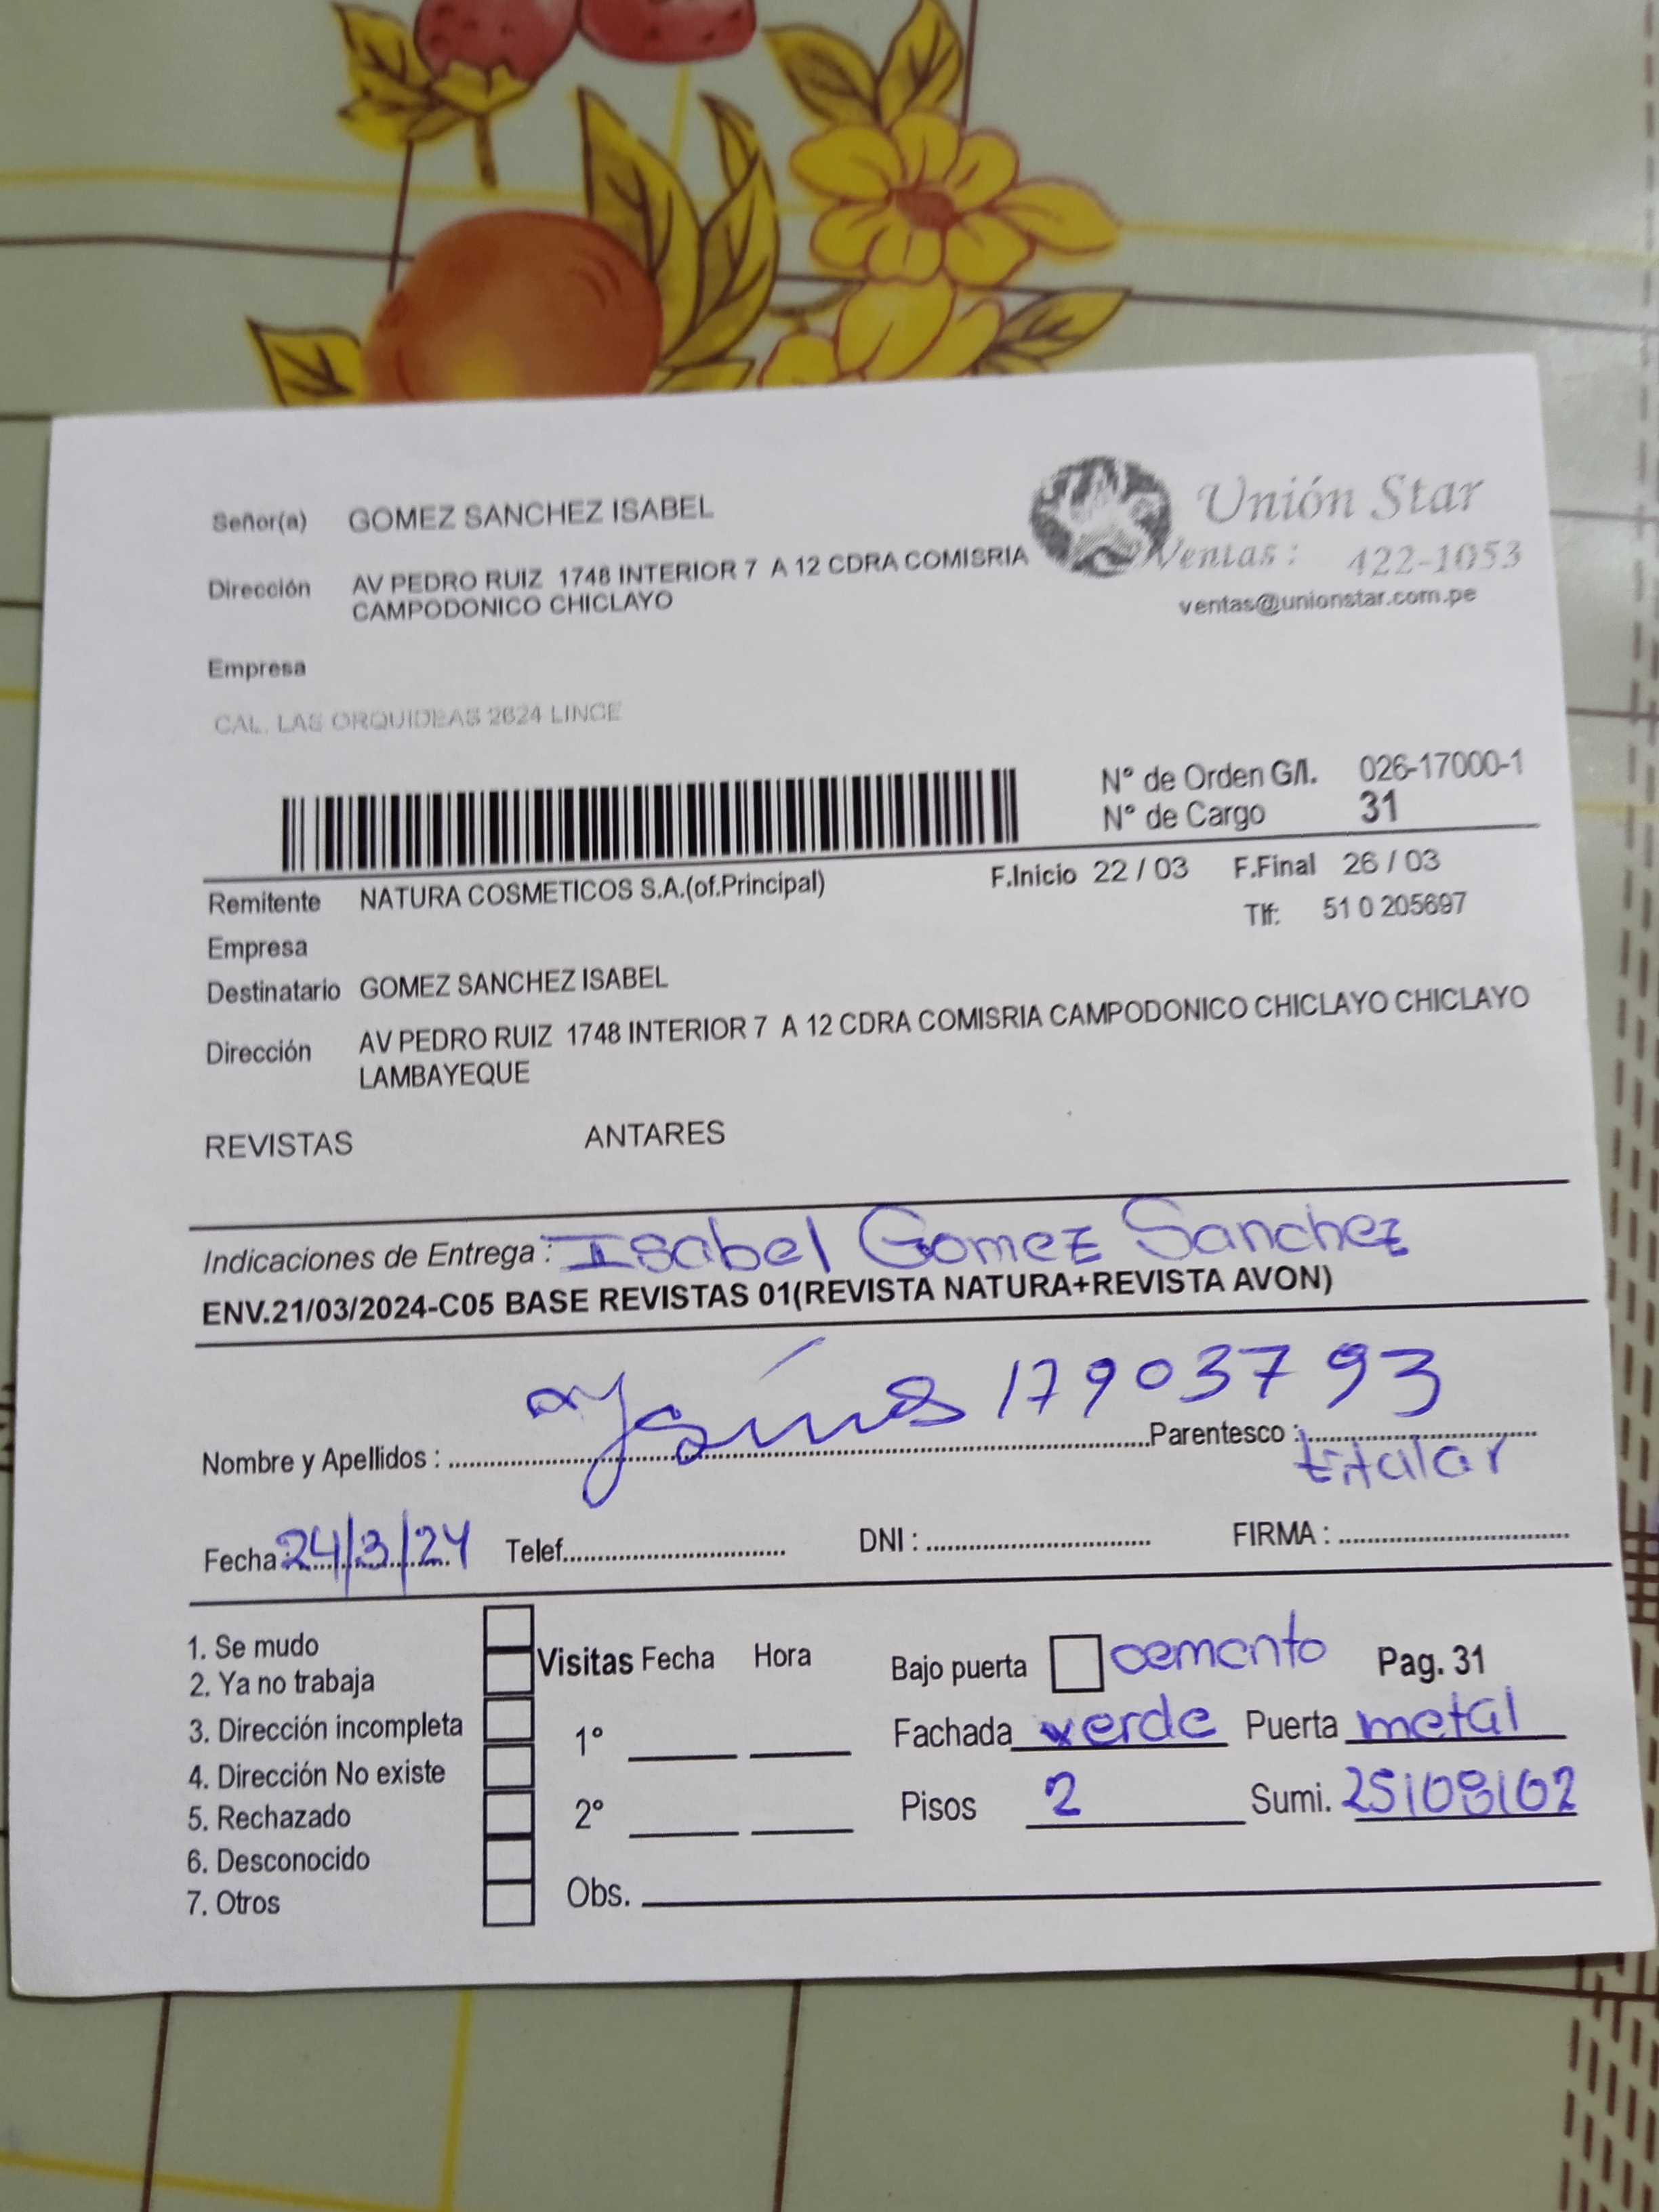 Señor(a) GOMEZ SANCHEZ ISABEL
Unión Star
Dirección AV PEDRO RUIZ 1748 INTERIOR 7 A 12 CDRA COMISRIA
Ventas: 422-1053
CAMPODONICO CHICLAYO
ventas@unionstar.com.pe
Empresa
CAL. LAS ORQUIDEAS 2624 LINCE
N° de Orden G/I. 026-17000-1
N° de Cargo 31
Remitente NATURA COSMETICOS S.A.(of.Principal) F.Inicio 22 / 03 F.Final 26 / 03
Tlf: 51 0 205697
Empresa
Destinatario GOMEZ SANCHEZ ISABEL
Dirección AV PEDRO RUIZ 1748 INTERIOR 7 A 12 CDRA COMISRIA CAMPODONICO CHICLAYO CHICLAYO
LAMBAYEQUE
REVISTAS ANTARES
Indicaciones de Entrega : Isabel Gomez Sanchez
ENV.21/03/2024-C05 BASE REVISTAS 01(REVISTA NATURA+REVISTA AVON)
17903793
Nombre y Apellidos : Parentesco : titular
Fecha: 24/3/24 Telef. DNI : FIRMA :
1. Se mudo
2. Ya no trabaja
3. Dirección incompleta
4. Dirección No existe
5. Rechazado
6. Desconocido
7. Otros
Visitas Fecha Hora
1°
2°
Obs.
Bajo puerta cemento Pag. 31
Fachada verde Puerta metal
Pisos 2 Sumi. 25108102